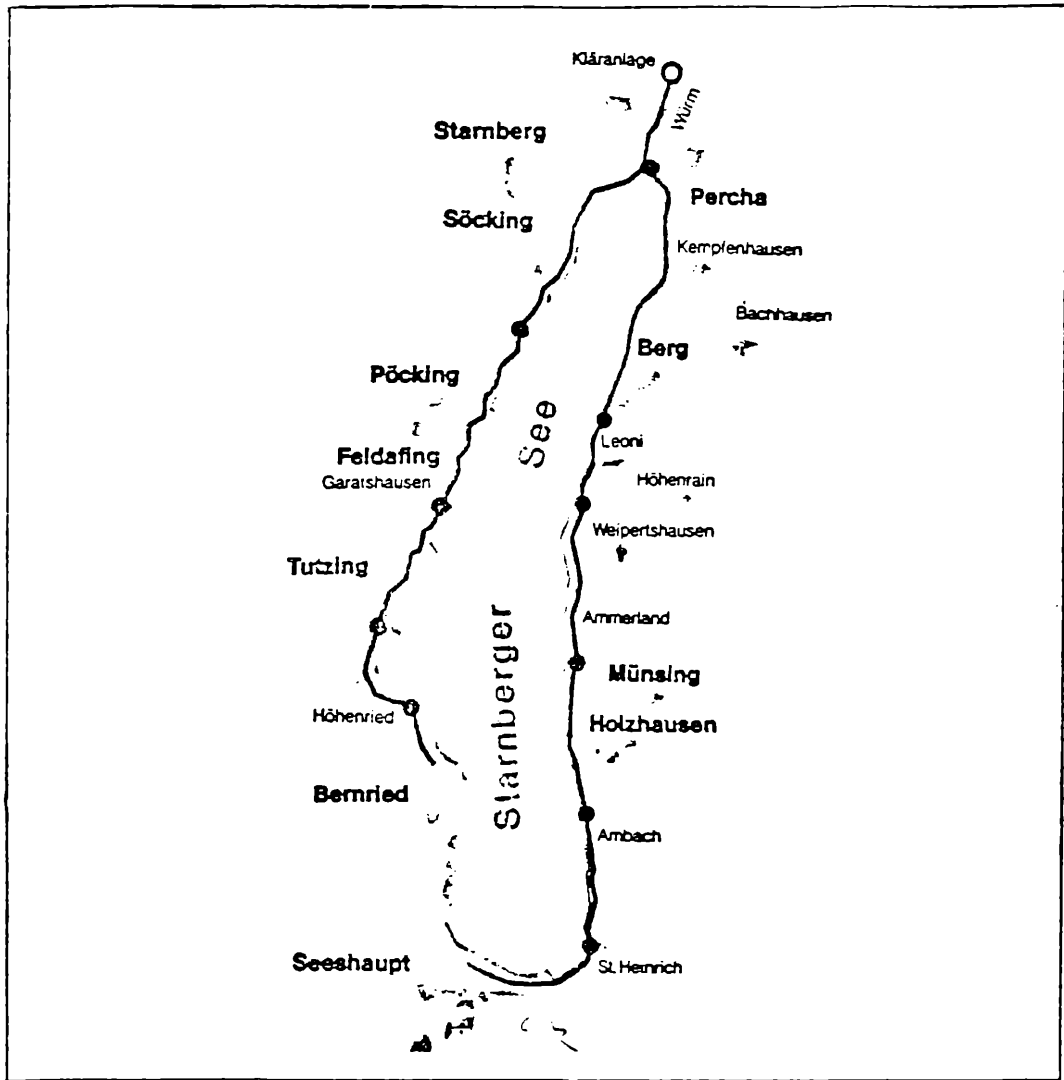 Kläranlage
Würm
Starnberg
Percha
Söcking
Kempfenhausen
Bachhausen
Berg
Pöcking
See
Leoni
Feldafing
Garatshausen
Höhenrain
Weipertshausen
Tutzing
Starnberger
Ammerland
Münsing
Höhenried
Holzhausen
Bernried
Ambach
Seeshaupt
St. Heinrich